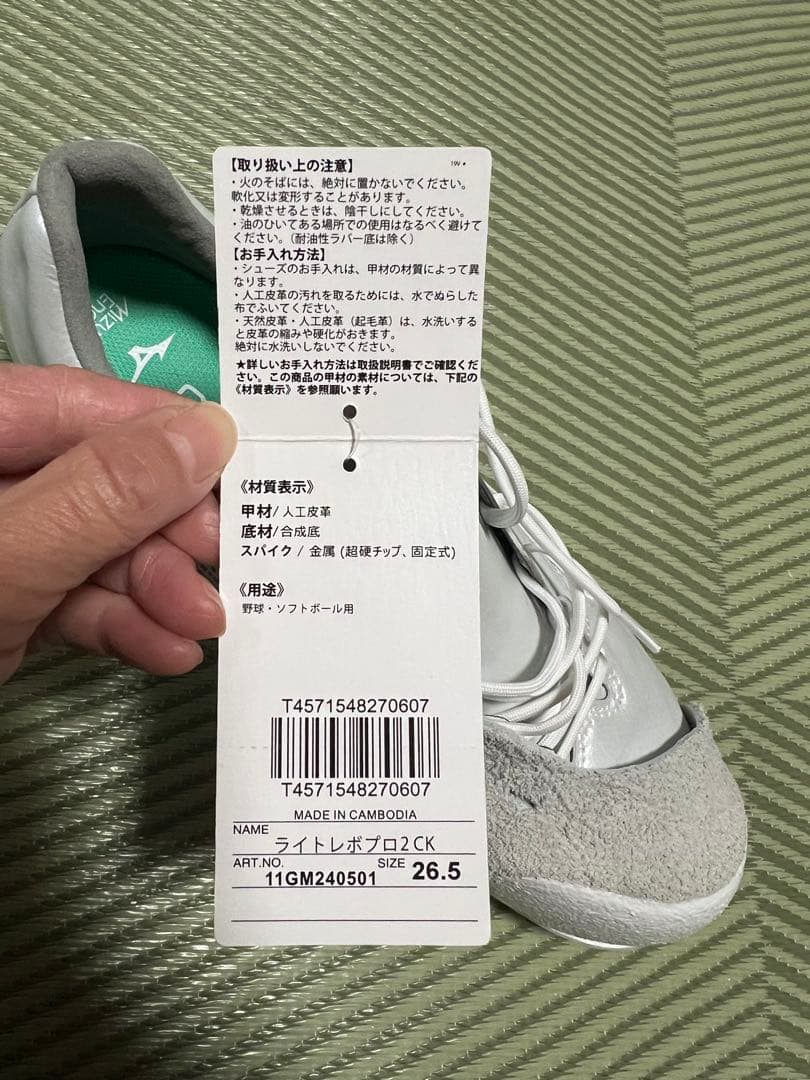 【取り扱い上の注意】
19V
・火のそばには、絶対に置かないでください。
軟化又は変形することがあります。
・乾燥させるときは、陰干しにしてください。
・油のひいてある場所での使用はなるべく避けて
ください。（耐油性ラバー底は除く）
【お手入れ方法】
・シューズのお手入れは、甲材の材質によって異
なります。
・人工皮革の汚れを取るためには、水でぬらした
布でふいてください。
・天然皮革・人工皮革（起毛革）は、水洗いする
と皮革の縮みや硬化がおきます。
絶対に水洗いしないでください。
★詳しいお手入れ方法は取扱説明書でご確認くだ
さい。この商品の甲材の素材については、下記の
《材質表示》を参照願います。
《材質表示》
甲材/人工皮革
底材/合成底
スパイク / 金属 (超硬チップ、固定式)
《用途》
野球・ソフトボール用
T4571548270607
T4571548270607
MADE IN CAMBODIA
NAME
ライトレボプロ2 CK
ART.NO. SIZE
11GM240501 26.5